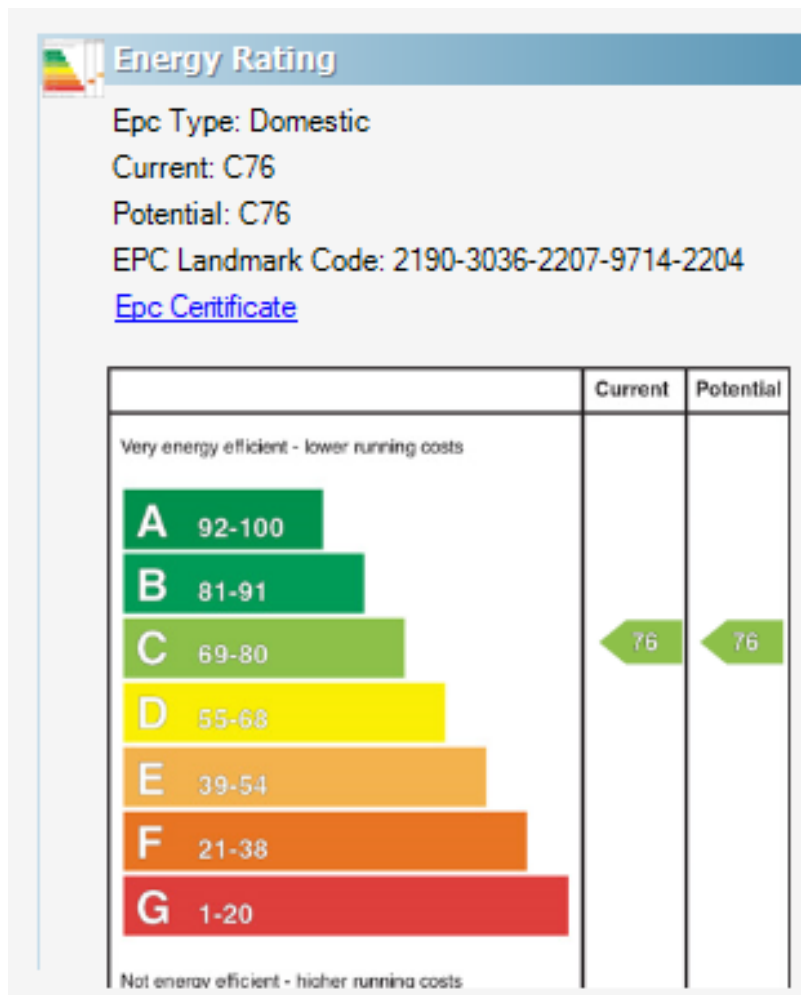 Energy Rating
Epc Type: Domestic
Current: C76
Potential: C76
EPC Landmark Code: 2190-3036-2207-9714-2204
Epc Ceritificate
Current Potential
Very energy efficient - lower running costs
A 92-100
B 81-91
C 69-80 76 76
D 55-68
E 39-54
F 21-38
G 1-20
Not energy efficient - higher running costs